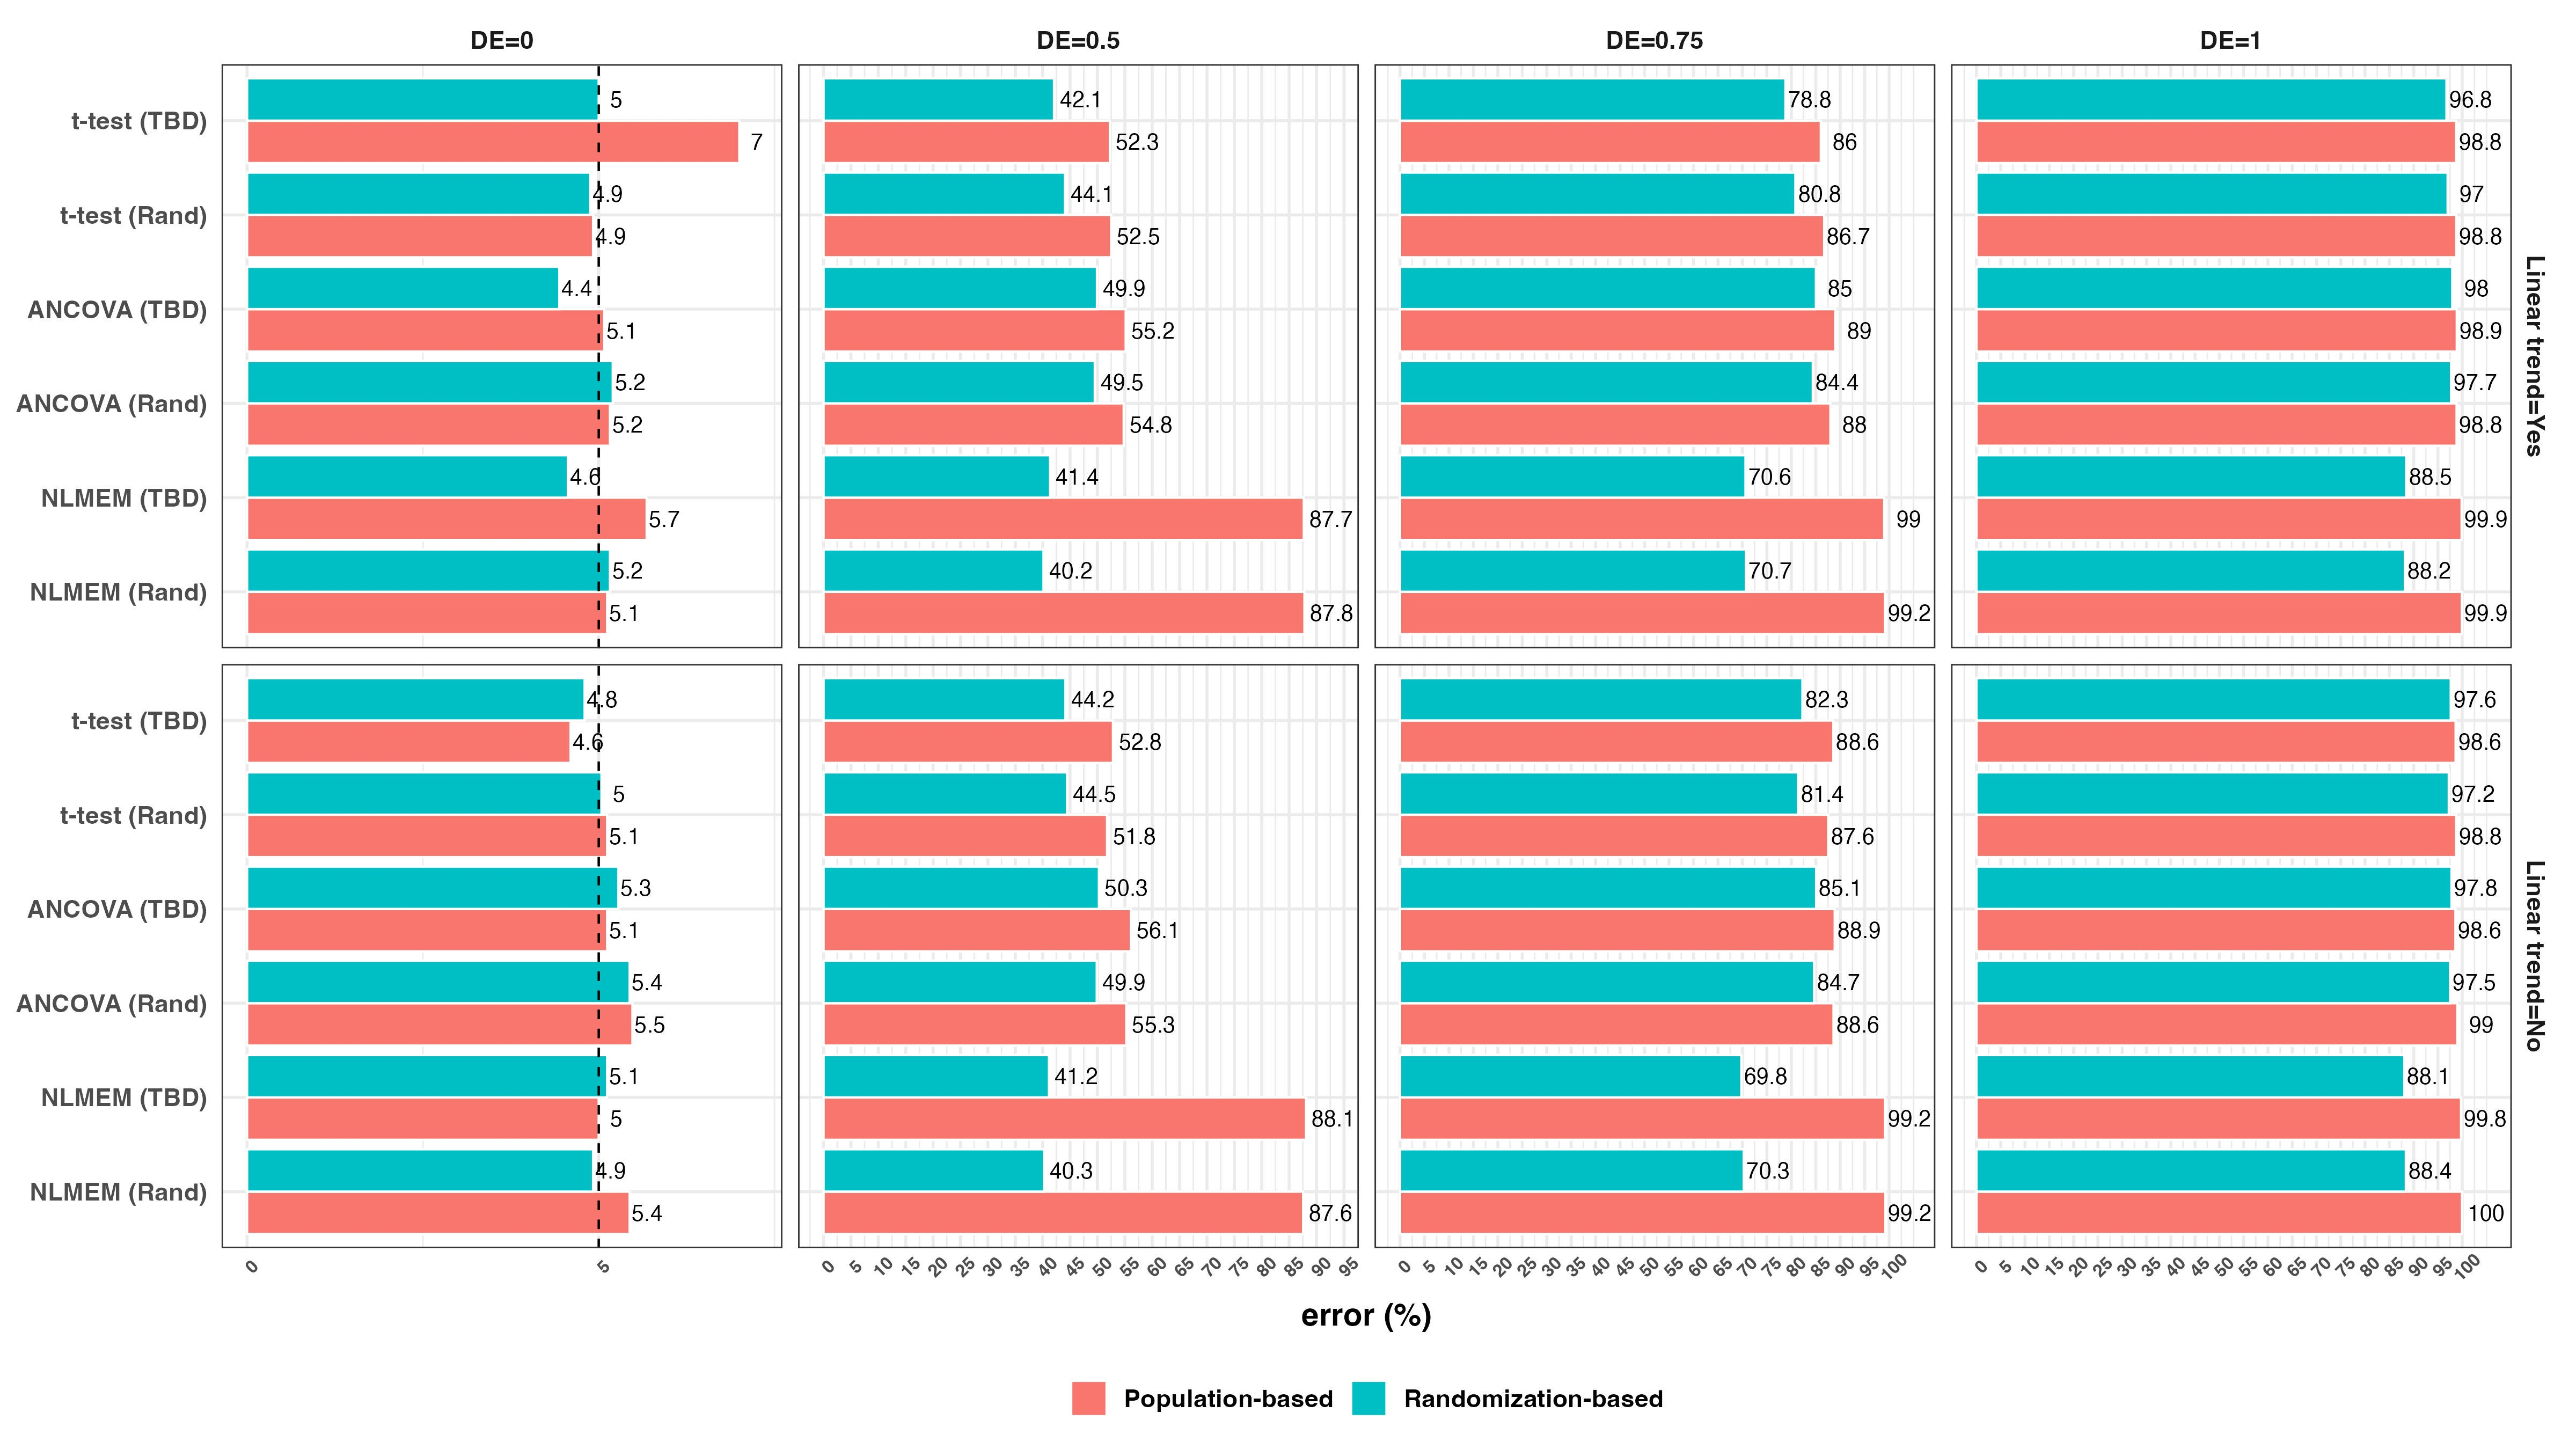 DE=0 DE=0.5 DE=0.75 DE=1
5 42.1 78.8 96.8
t-test (TBD)
7 52.3 86 98.8
4.9 44.1 80.8 97
t-test (Rand)
4.9 52.5 86.7 98.8
4.4 49.9 85 98
ANCOVA (TBD)
5.1 55.2 89 98.9
5.2 49.5 84.4 97.7
ANCOVA (Rand)
5.2 54.8 88 98.8
4.6 41.4 70.6 88.5
NLMEM (TBD)
5.7 87.7 99 99.9
5.2 40.2 70.7 88.2
NLMEM (Rand)
5.1 87.8 99.2 99.9
Linear trend=Yes
4.8 44.2 82.3 97.6
t-test (TBD)
4.6 52.8 88.6 98.6
5 44.5 81.4 97.2
t-test (Rand)
5.1 51.8 87.6 98.8
5.3 50.3 85.1 97.8
ANCOVA (TBD)
5.1 56.1 88.9 98.6
5.4 49.9 84.7 97.5
ANCOVA (Rand)
5.5 55.3 88.6 99
5.1 41.2 69.8 88.1
NLMEM (TBD)
5 88.1 99.2 99.8
4.9 40.3 70.3 88.4
NLMEM (Rand)
5.4 87.6 99.2 100
Linear trend=No
0 5 0 5 10 15 20 25 30 35 40 45 50 55 60 65 70 75 80 85 90 95 0 5 10 15 20 25 30 35 40 45 50 55 60 65 70 75 80 85 90 95 100 0 5 10 15 20 25 30 35 40 45 50 55 60 65 70 75 80 85 90 95 100
error (%)
Population-based Randomization-based